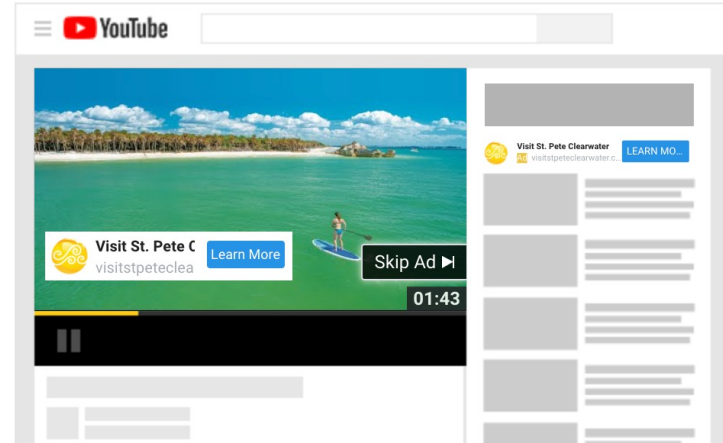 YouTube
Visit St. Pete Clearwater
Ad visitstpeteclearwater.c...
LEARN MO...
Visit St. Pete C
visitstpeteclea
Learn More
Skip Ad
01:43